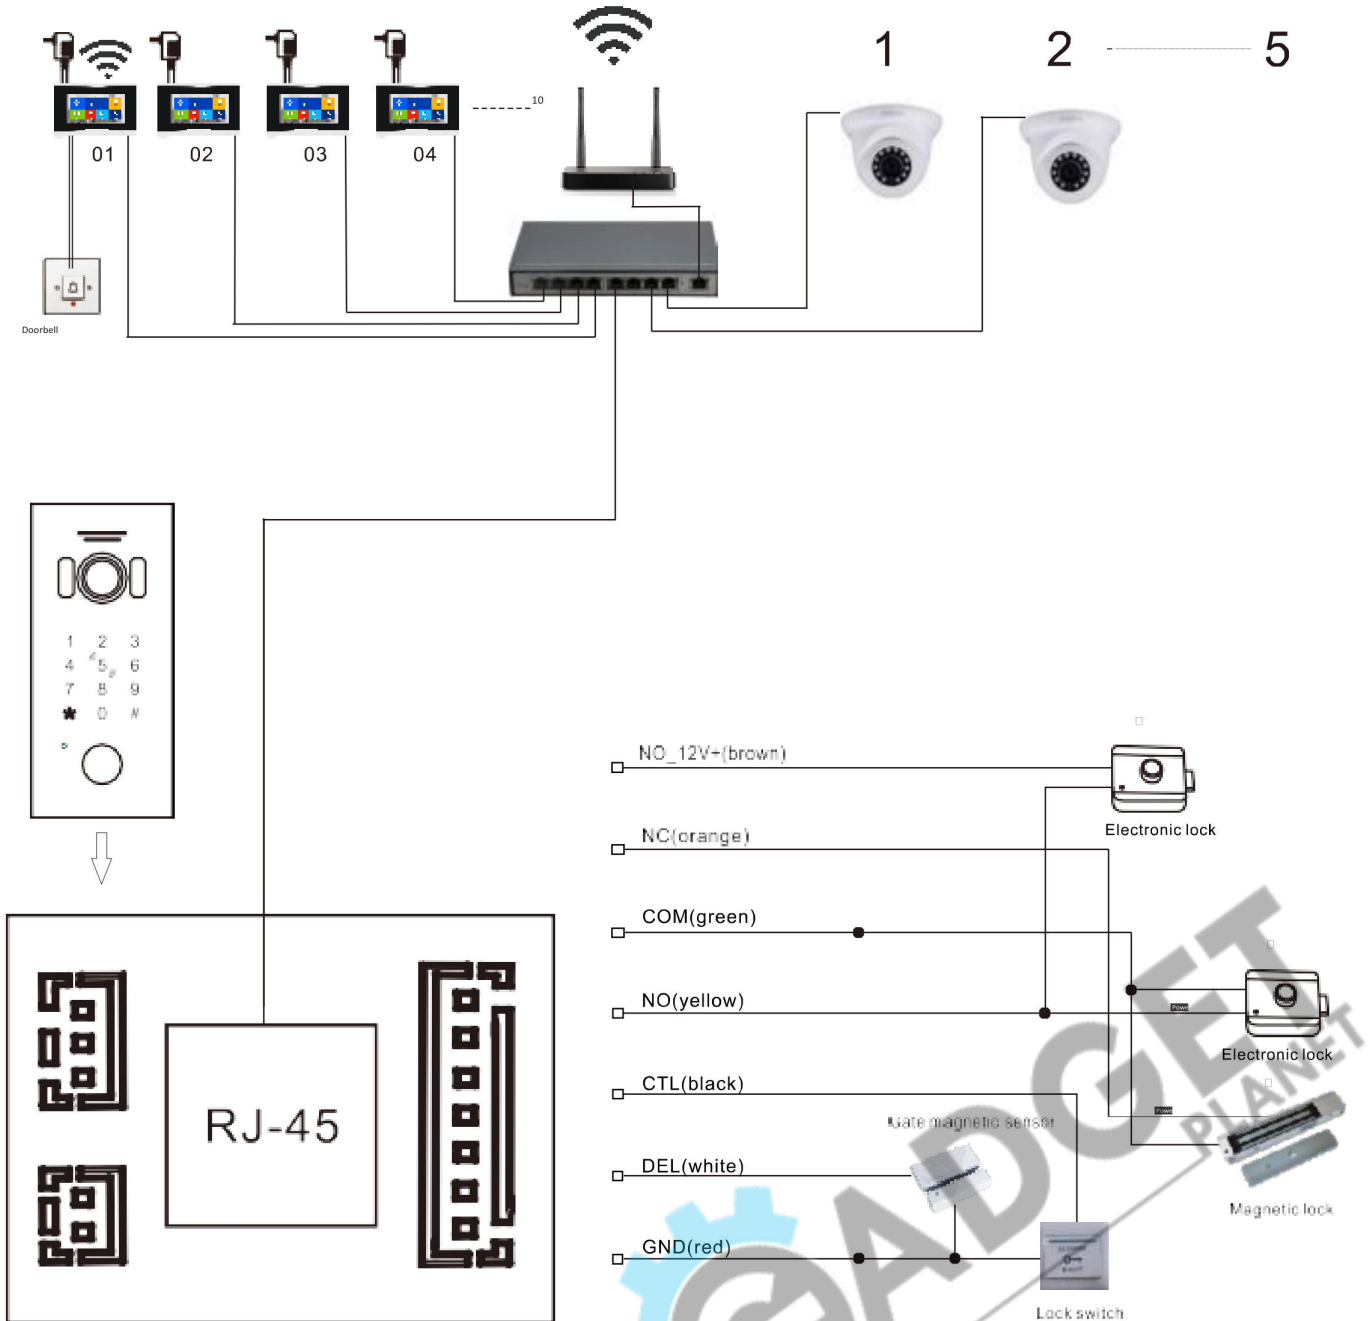 1 2 5
10
01 02 03 04
Doorbell
1 2 3
4 5 6
7 8 9
* 0 #
NO_12V+(brown)
Electronic lock
NC(orange)
COM(green)
NO(yellow)
Electronic lock
CTL(black)
Gate magnetic sensor
RJ-45
DEL(white)
Magnetic lock
GND(red)
Lock switch
GADGET
PLANET